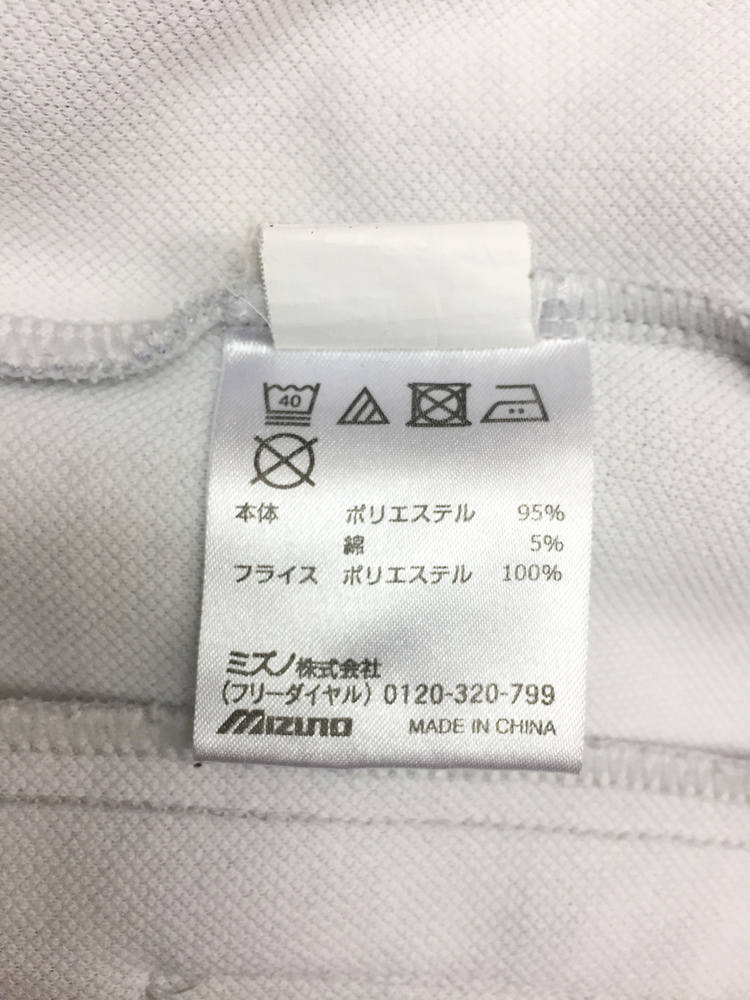 40
本体 ポリエステル 95%
綿 5%
フライス ポリエステル 100%
ミズノ株式会社
(フリーダイヤル) 0120-320-799
MIZUNO MADE IN CHINA